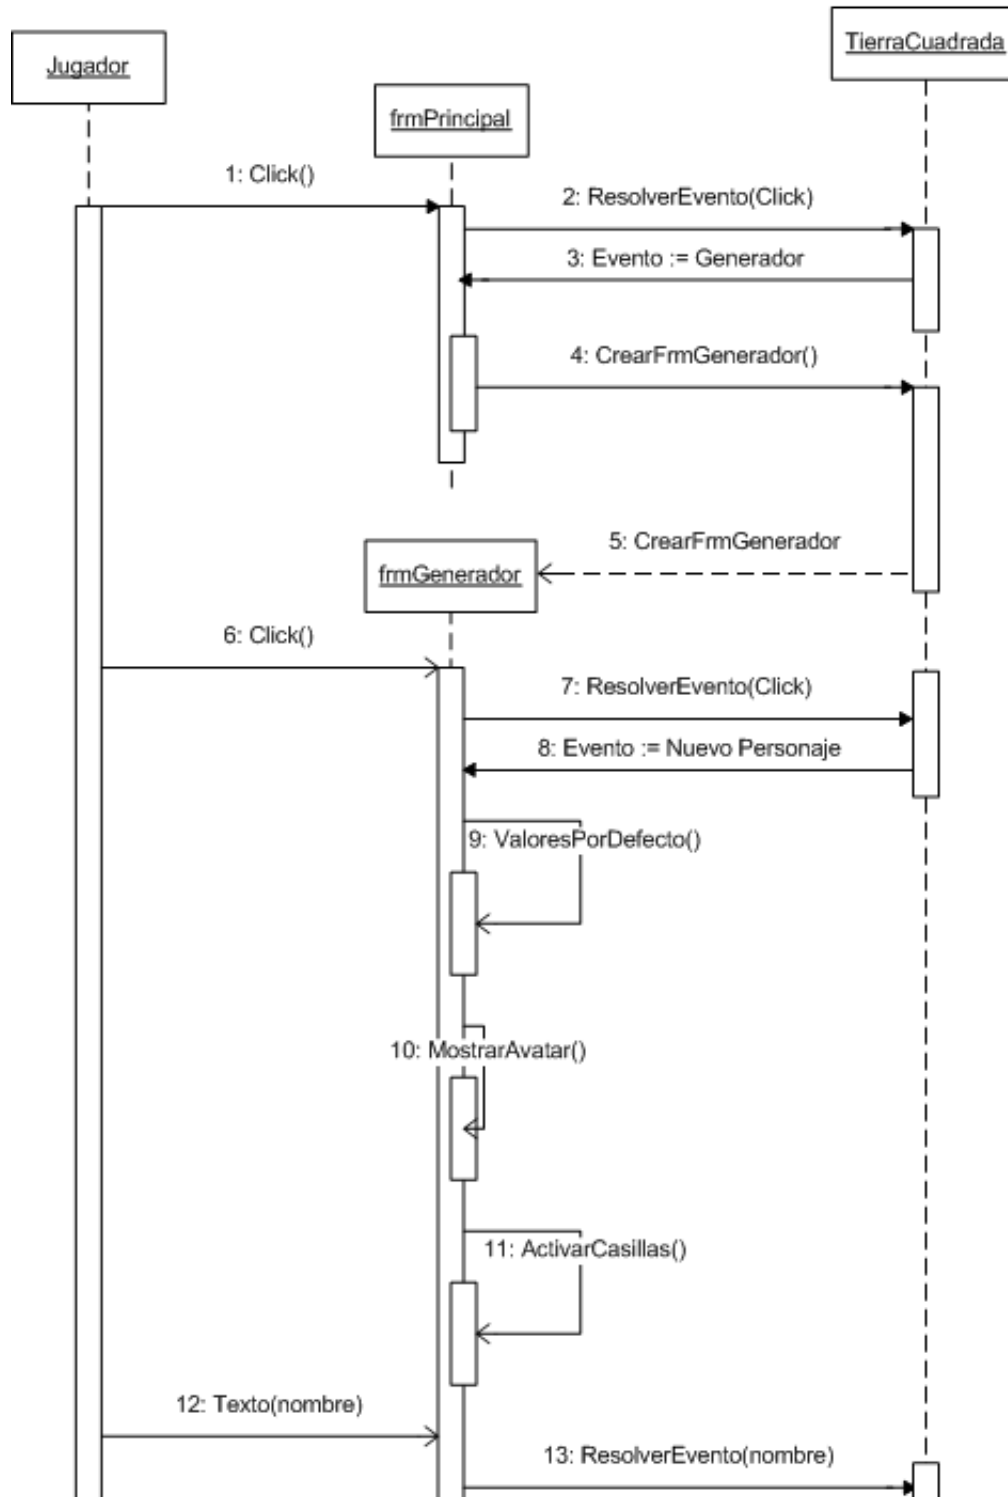 TierraCuadrada
Jugador
frmPrincipal
1: Click()
2: ResolverEvento(Click)
3: Evento := Generador
4: CrearFrmGenerador()
5: CrearFrmGenerador
frmGenerador
6: Click()
7: ResolverEvento(Click)
8: Evento := Nuevo Personaje
9: ValoresPorDefecto()
10: MostrarAvatar()
11: ActivarCasillas()
12: Texto(nombre)
13: ResolverEvento(nombre)